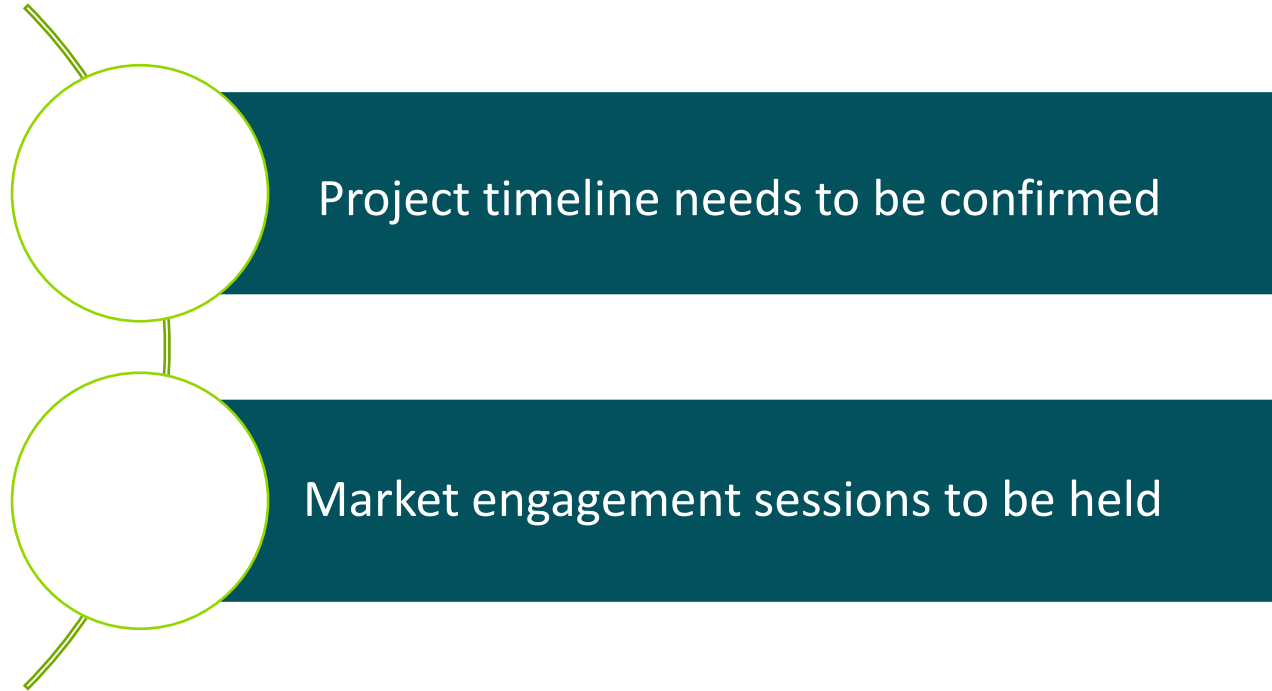 Project timeline needs to be confirmed
Market engagement sessions to be held